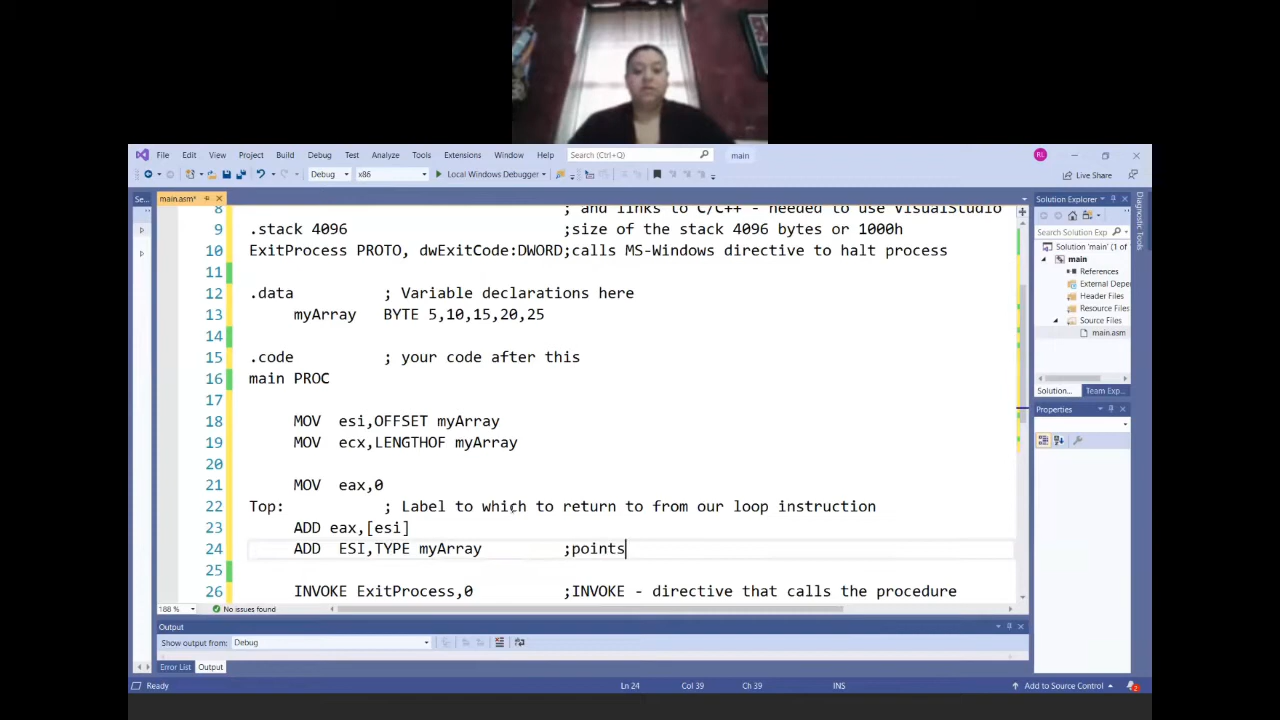 File Edit View Project Build Debug Test Analyze Tools Extensions Window Help Search (Ctrl+Q) main RL
Debug x86 Local Windows Debugger Live Share
Se... main.asm* Solution Explorer
8 ; and links to C/C++ - needed to use VisualStudio
9 .stack 4096 ;size of the stack 4096 bytes or 1000h
10 ExitProcess PROTO, dwExitCode:DWORD;calls MS-Windows directive to halt process
11
12 .data ; Variable declarations here
13 myArray BYTE 5,10,15,20,25
14
15 .code ; your code after this
16 main PROC
17
18 MOV esi,OFFSET myArray
19 MOV ecx,LENGTHOF myArray
20
21 MOV eax,0
22 Top: ; Label to which to return to from our loop instruction
23 ADD eax,[esi]
24 ADD ESI,TYPE myArray ;points
25
26 INVOKE ExitProcess,0 ;INVOKE - directive that calls the procedure
188 % No issues found
Search Solution Exp
Solution 'main' (1 of
main
References
External Depe
Header Files
Resource Files
Source Files
main.asm
Solution... Team Exp...
Properties
Diagnostic Tools
Output
Show output from: Debug
Error List Output
Ready Ln 24 Col 39 Ch 39 INS Add to Source Control 2